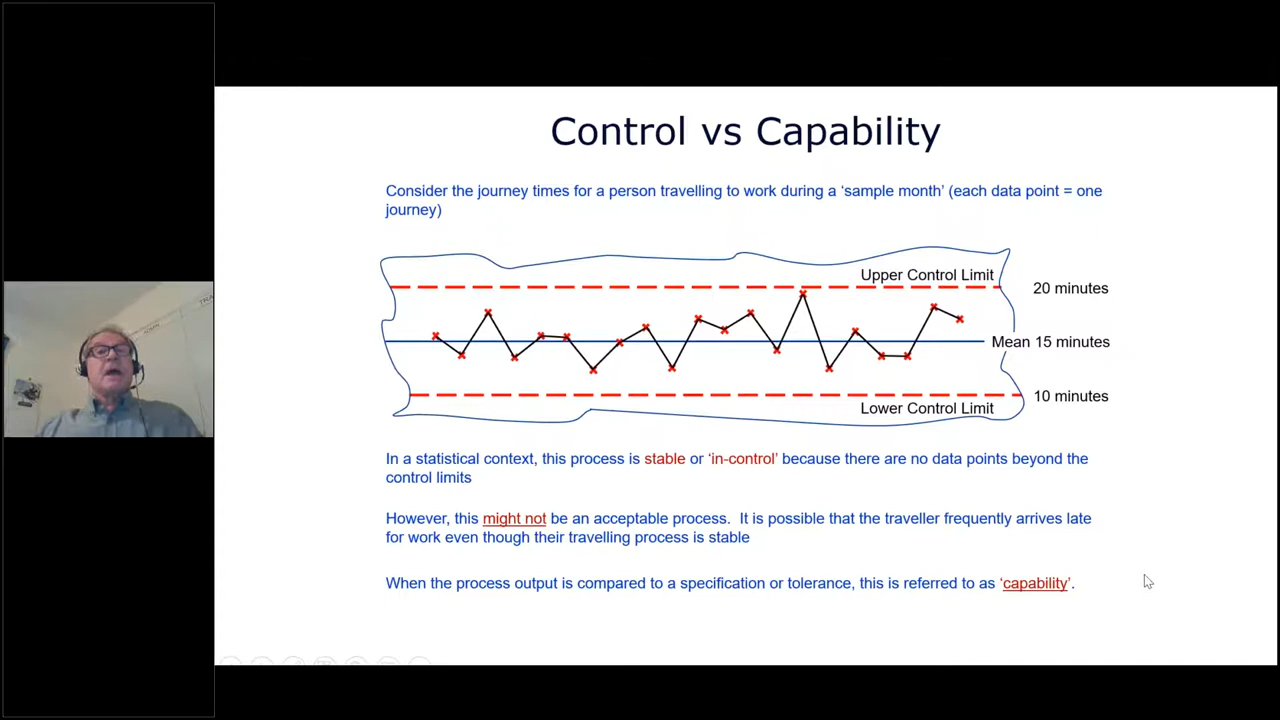 Control vs Capability
Consider the journey times for a person travelling to work during a ‘sample month’ (each data point = one
journey)
Upper Control Limit
20 minutes
Mean 15 minutes
10 minutes
Lower Control Limit
In a statistical context, this process is stable or ‘in-control’ because there are no data points beyond the
control limits
However, this might not be an acceptable process. It is possible that the traveller frequently arrives late
for work even though their travelling process is stable
When the process output is compared to a specification or tolerance, this is referred to as ‘capability’.